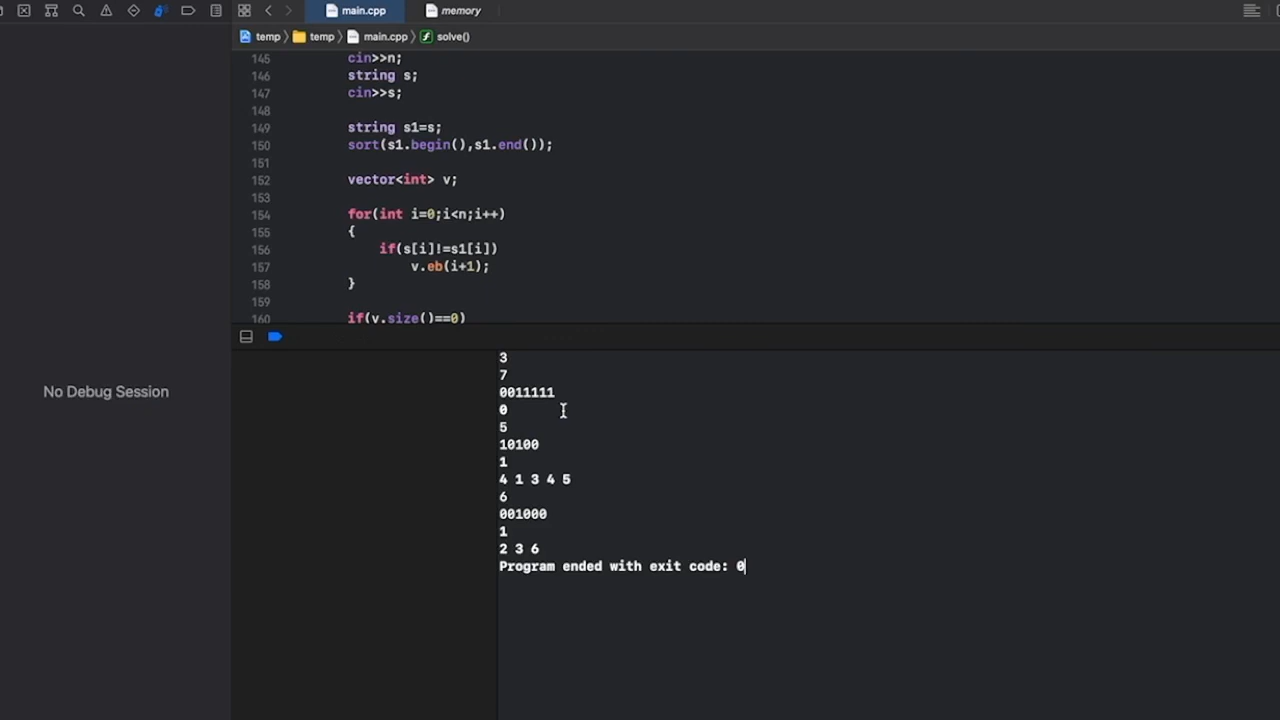 main.cpp memory
temp temp main.cpp solve()
145 cin>>n;
146 string s;
147 cin>>s;
148
149 string s1=s;
150 sort(s1.begin(),s1.end());
151
152 vector<int> v;
153
154 for(int i=0;i<n;i++)
155 {
156 if(s[i]!=s1[i])
157 v.eb(i+1);
158 }
159
160 if(v.size()==0)
No Debug Session
3
7
0011111
0
5
10100
1
4 1 3 4 5
6
001000
1
2 3 6
Program ended with exit code: 0